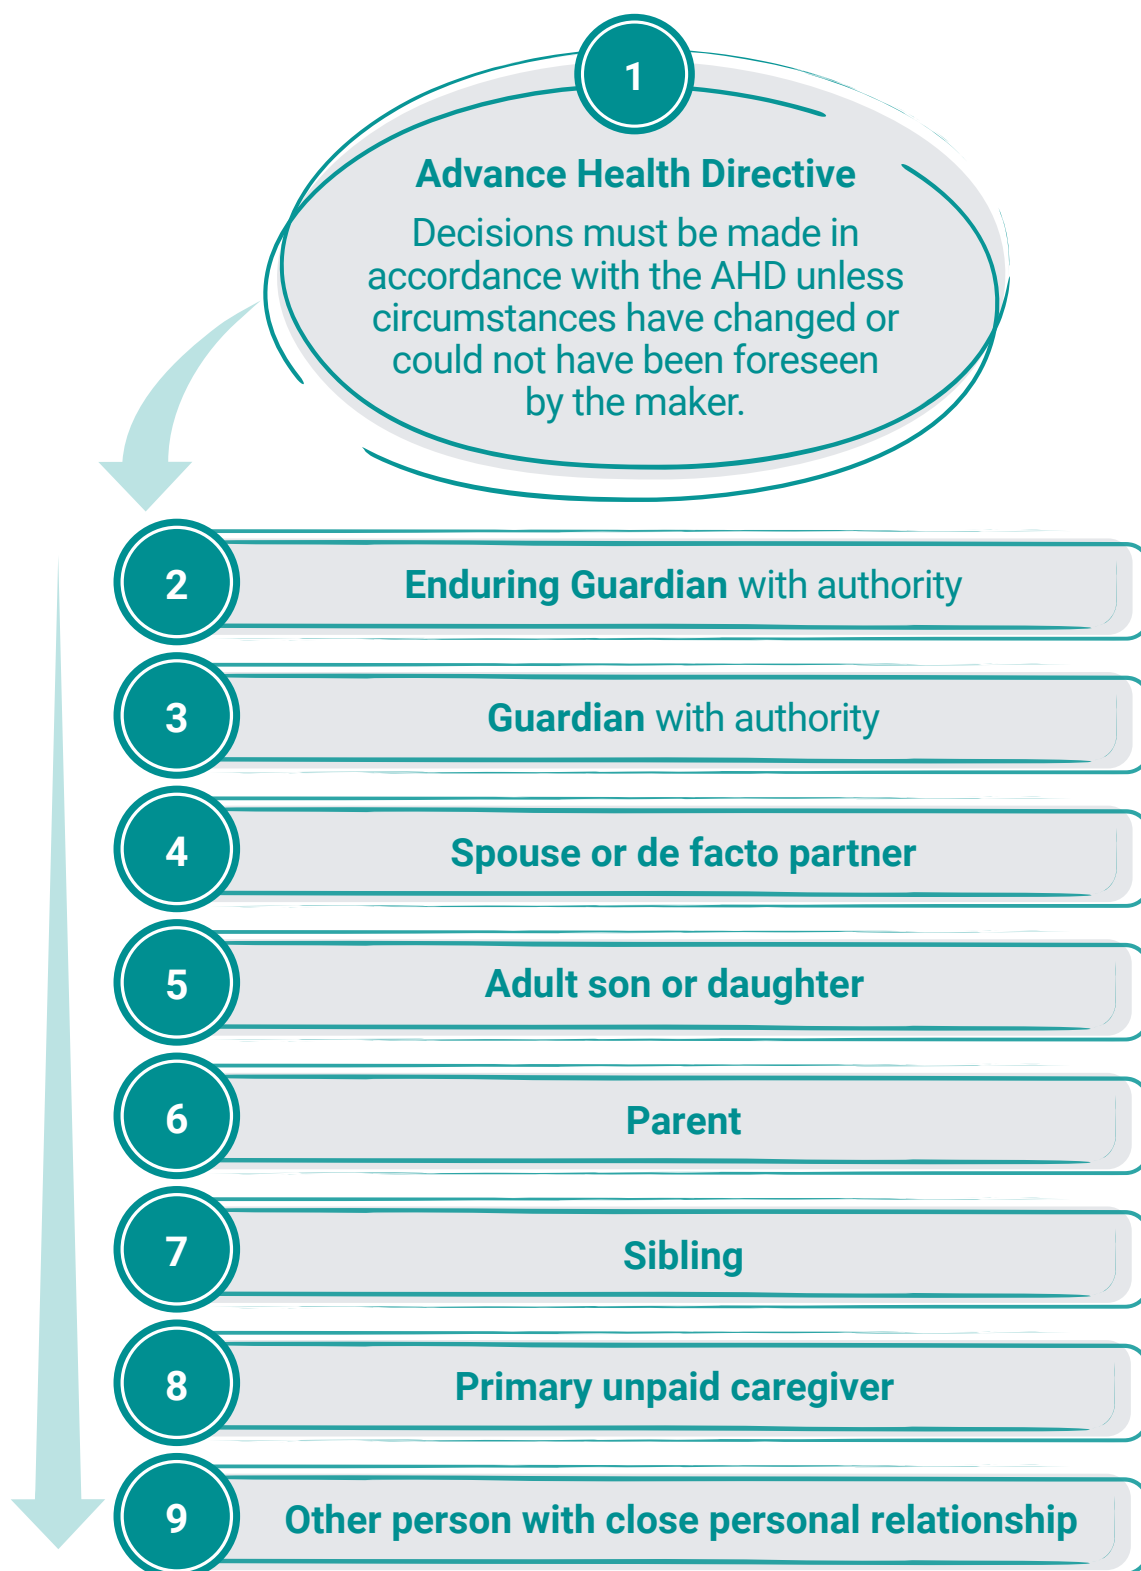 1
Advance Health Directive
Decisions must be made in
accordance with the AHD unless
circumstances have changed or
could not have been foreseen
by the maker.
2
Enduring Guardian with authority
3
Guardian with authority
4
Spouse or de facto partner
5
Adult son or daughter
6
Parent
7
Sibling
8
Primary unpaid caregiver
9
Other person with close personal relationship